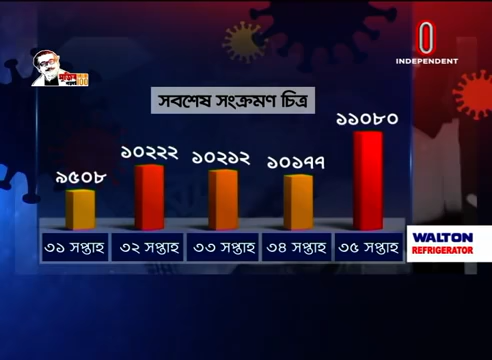 INDEPENDENT
সবশেষ সংক্রমণ চিত্র
৯৫০৮
১০২২২
১০২১২
১০১৭৭
১১০৮০
৩১ সপ্তাহ
৩২ সপ্তাহ
৩৩ সপ্তাহ
৩৪ সপ্তাহ
৩৫ সপ্তাহ
WALTON
REFRIGERATOR